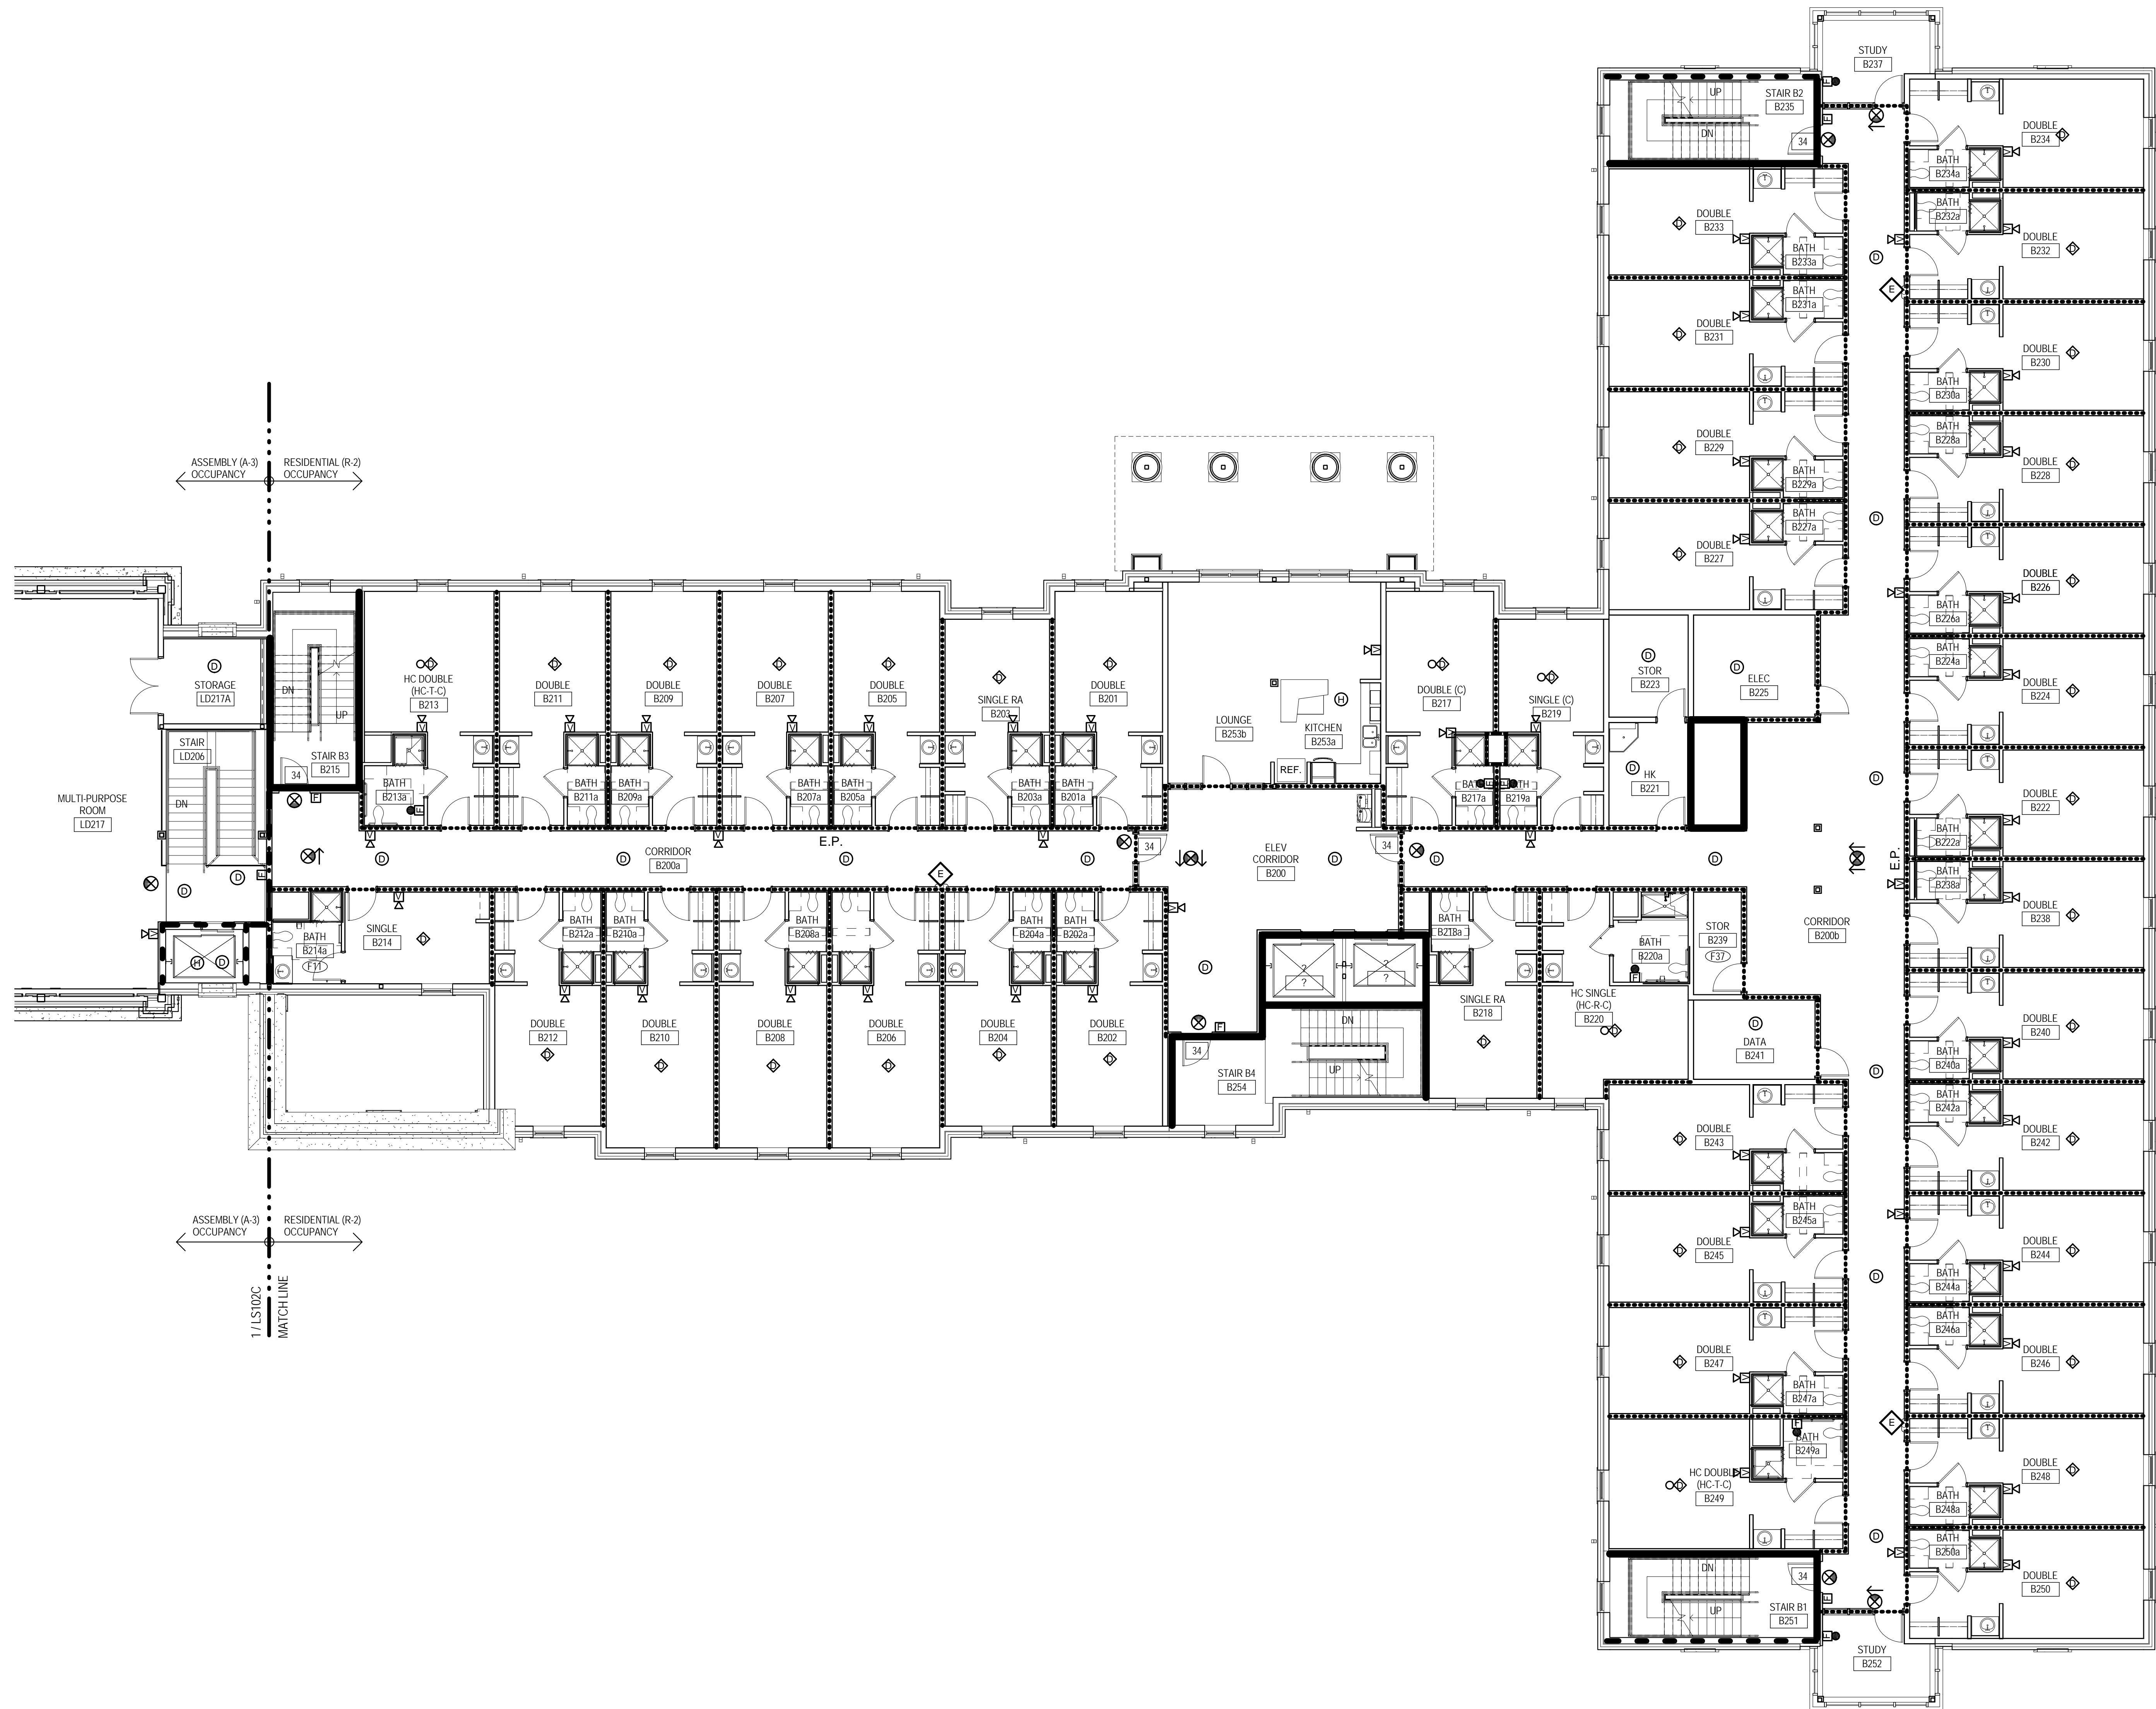 STUDY
B237
STAIR B2
B235
UP
DN
34
DOUBLE
B234
BATH
B234a
BATH
B232a
DOUBLE
B232
DOUBLE
B233
BATH
B233a
BATH
B231a
DOUBLE
B231
DOUBLE
B230
BATH
B230a
DOUBLE
B229
BATH
B229a
BATH
B228a
DOUBLE
B228
BATH
B227a
DOUBLE
B227
DOUBLE
B226
BATH
B226a
BATH
B224a
DOUBLE
B224
DOUBLE
B222
BATH
B222a
BATH
B238a
DOUBLE
B238
ASSEMBLY (A-3)
OCCUPANCY
RESIDENTIAL (R-2)
OCCUPANCY
STORAGE
LD217A
STAIR
LD206
DN
MULTI-PURPOSE
ROOM
LD217
DN
UP
STAIR B3
B215
34
HC DOUBLE
(HC-T-C)
B213
BATH
B213a
DOUBLE
B211
BATH
B211a
DOUBLE
B209
BATH
B209a
DOUBLE
B207
BATH
B207a
DOUBLE
B205
BATH
B205a
SINGLE RA
B203
BATH
B203a
DOUBLE
B201
BATH
B201a
LOUNGE
B253b
KITCHEN
B253a
REF.
DOUBLE (C)
B217
BATH
B217a
SINGLE (C)
B219
BATH
B219a
STOR
B223
ELEC
B225
HK
B221
CORRIDOR
B200a
E.P.
E
34
ELEV
CORRIDOR
B200
34
E.P.
CORRIDOR
B200b
BATH
B214a
F11
SINGLE
B214
BATH
B212a
BATH
B210a
BATH
B208a
BATH
B204a
BATH
B202a
DOUBLE
B212
DOUBLE
B210
DOUBLE
B208
DOUBLE
B206
DOUBLE
B204
DOUBLE
B202
34
STAIR B4
B254
DN
UP
?
?
?
?
BATH
B218a
SINGLE RA
B218
BATH
B220a
HC SINGLE
(HC-R-C)
B220
STOR
B239
F37
DATA
B241
DOUBLE
B240
BATH
B240a
BATH
B242a
DOUBLE
B242
DOUBLE
B243
DOUBLE
B245
BATH
B245a
DOUBLE
B244
BATH
B244a
BATH
B246a
DOUBLE
B246
DOUBLE
B247
BATH
B247a
E
BATH
B249a
HC DOUBLE
(HC-T-C)
B249
DOUBLE
B248
BATH
B248a
BATH
B250a
DOUBLE
B250
DN
UP
34
STAIR B1
B251
STUDY
B252
ASSEMBLY (A-3)
OCCUPANCY
RESIDENTIAL (R-2)
OCCUPANCY
1 / LS102C
MATCH LINE